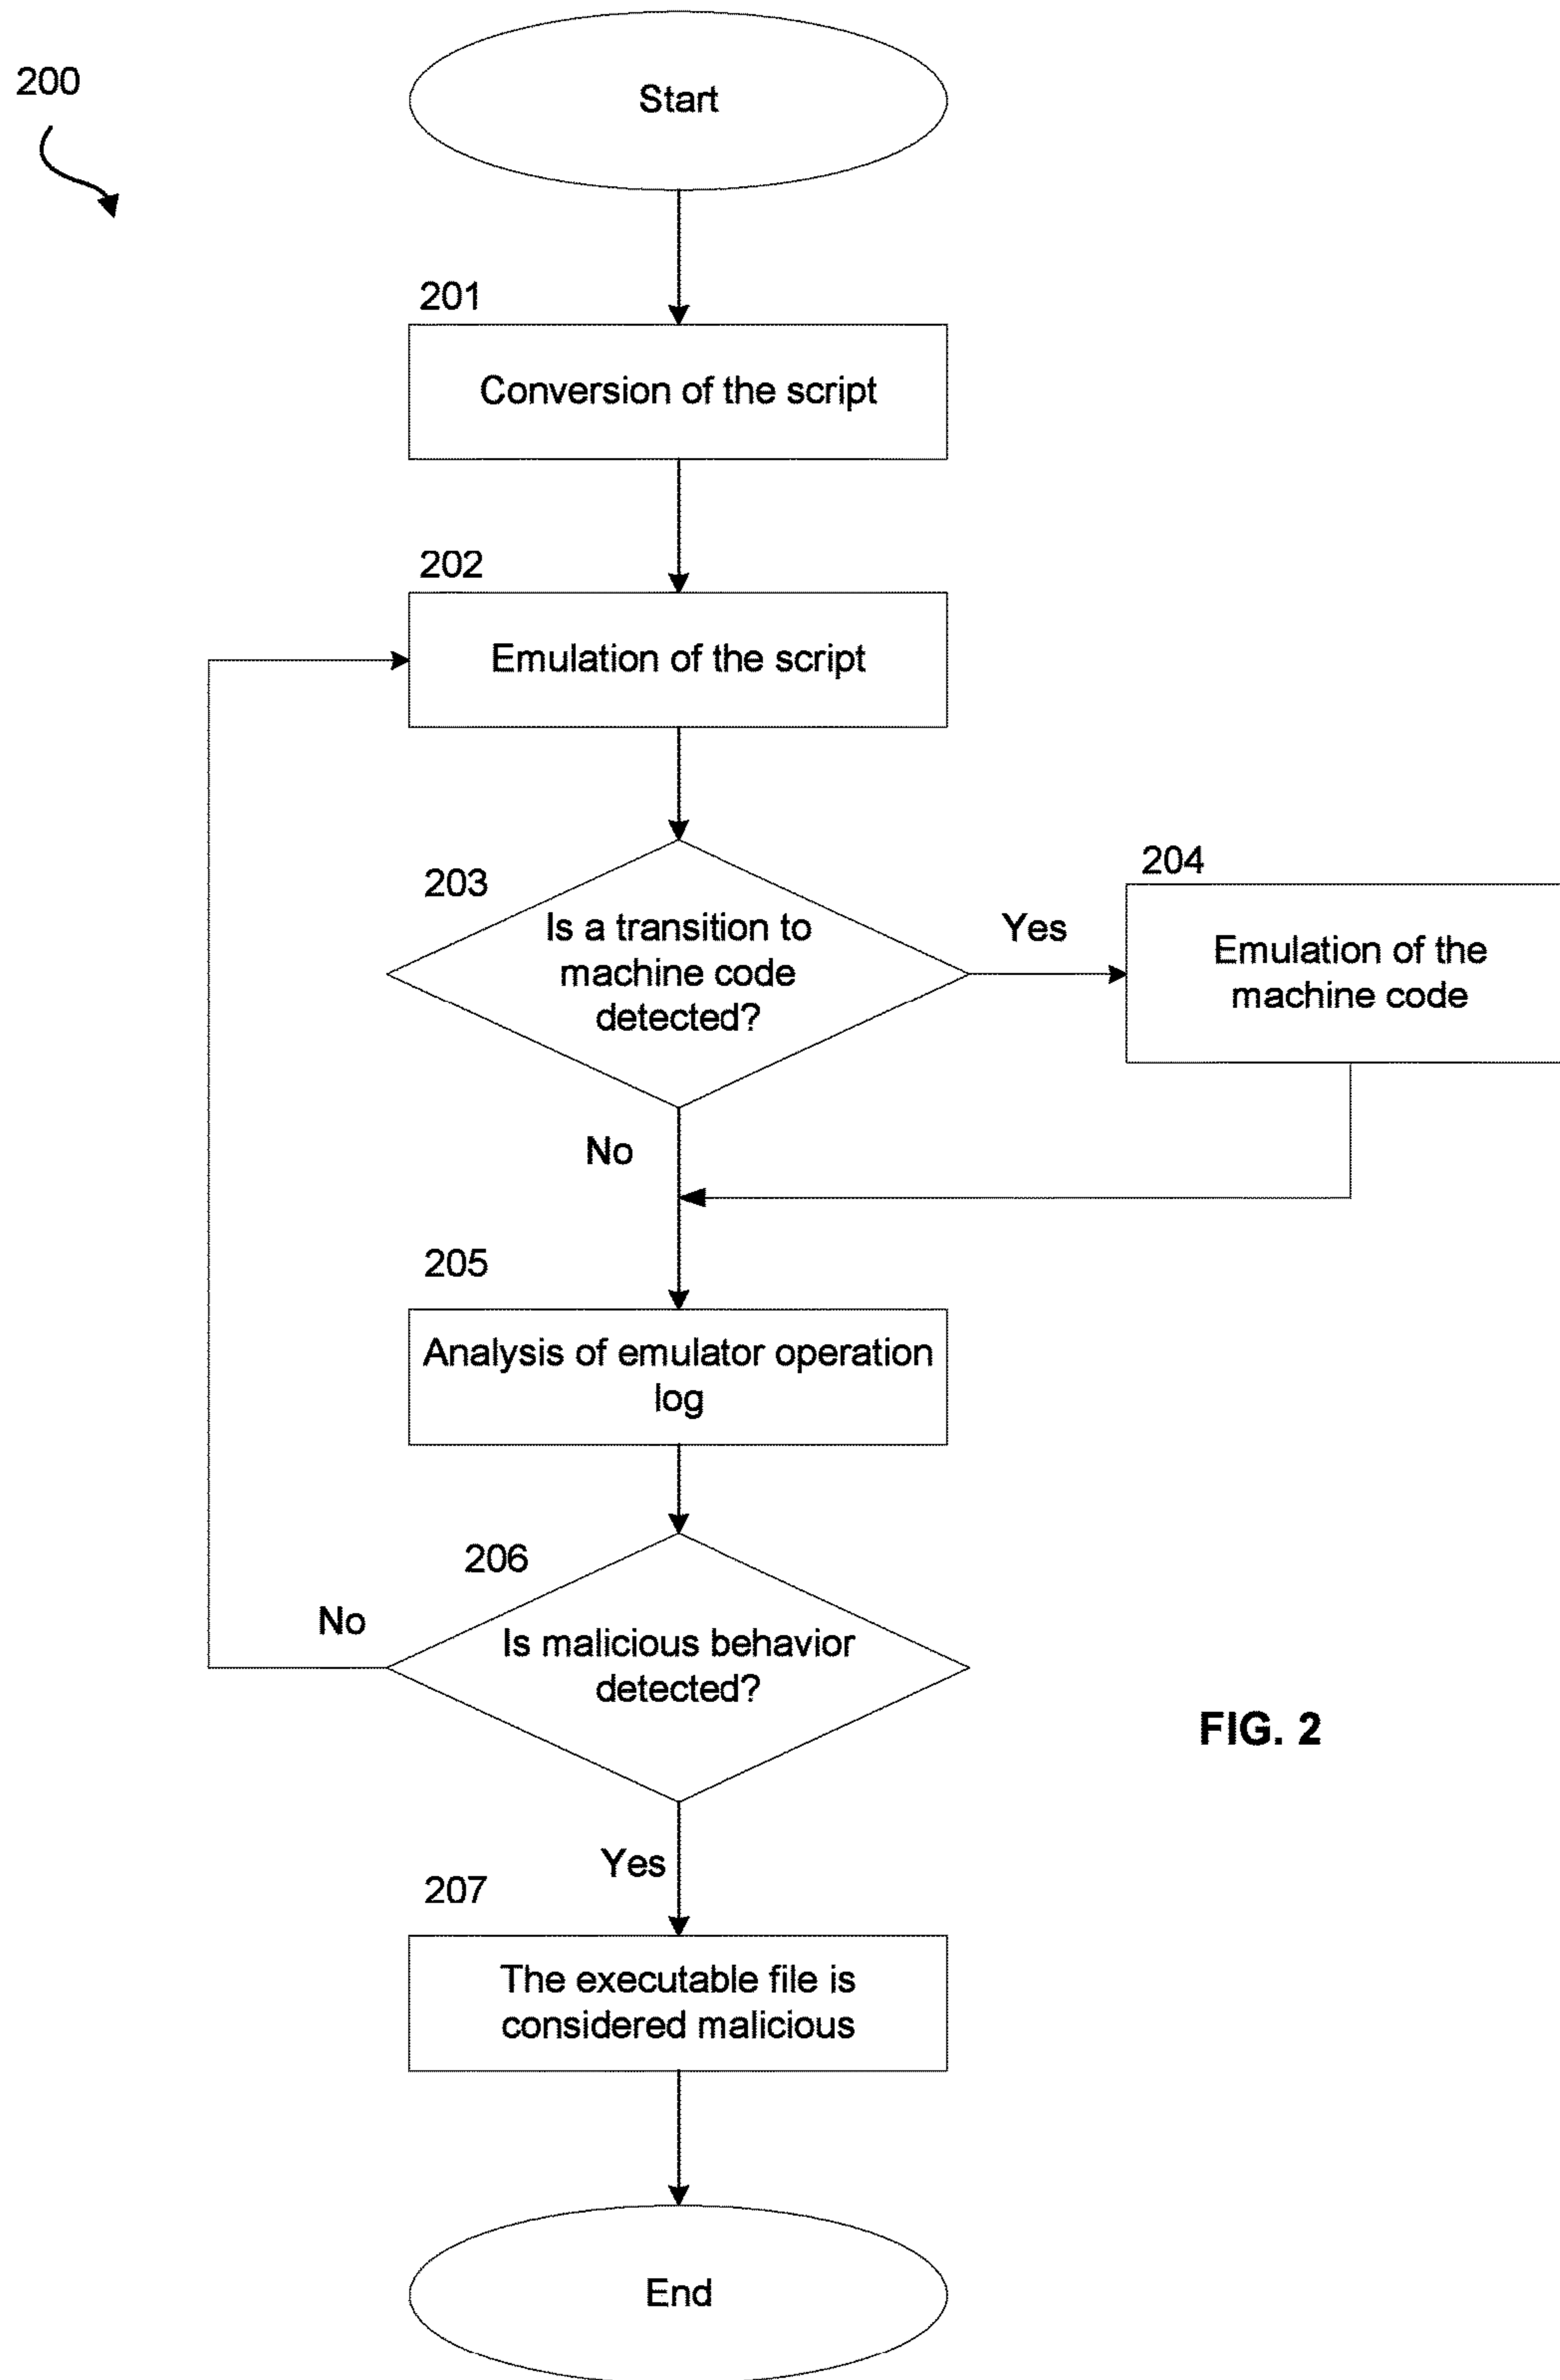 200
Start
201
Conversion of the script
202
Emulation of the script
203
Is a transition to
machine code
detected?
Yes
204
Emulation of the
machine code
No
205
Analysis of emulator operation
log
206
No
Is malicious behavior
detected?
FIG. 2
Yes
207
The executable file is
considered malicious
End